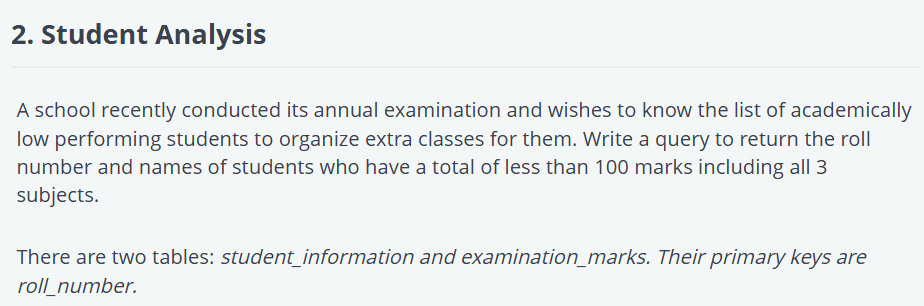 2. Student Analysis
A school recently conducted its annual examination and wishes to know the list of academically
low performing students to organize extra classes for them. Write a query to return the roll
number and names of students who have a total of less than 100 marks including all 3
subjects.
There are two tables: student_information and examination_marks. Their primary keys are
roll_number.